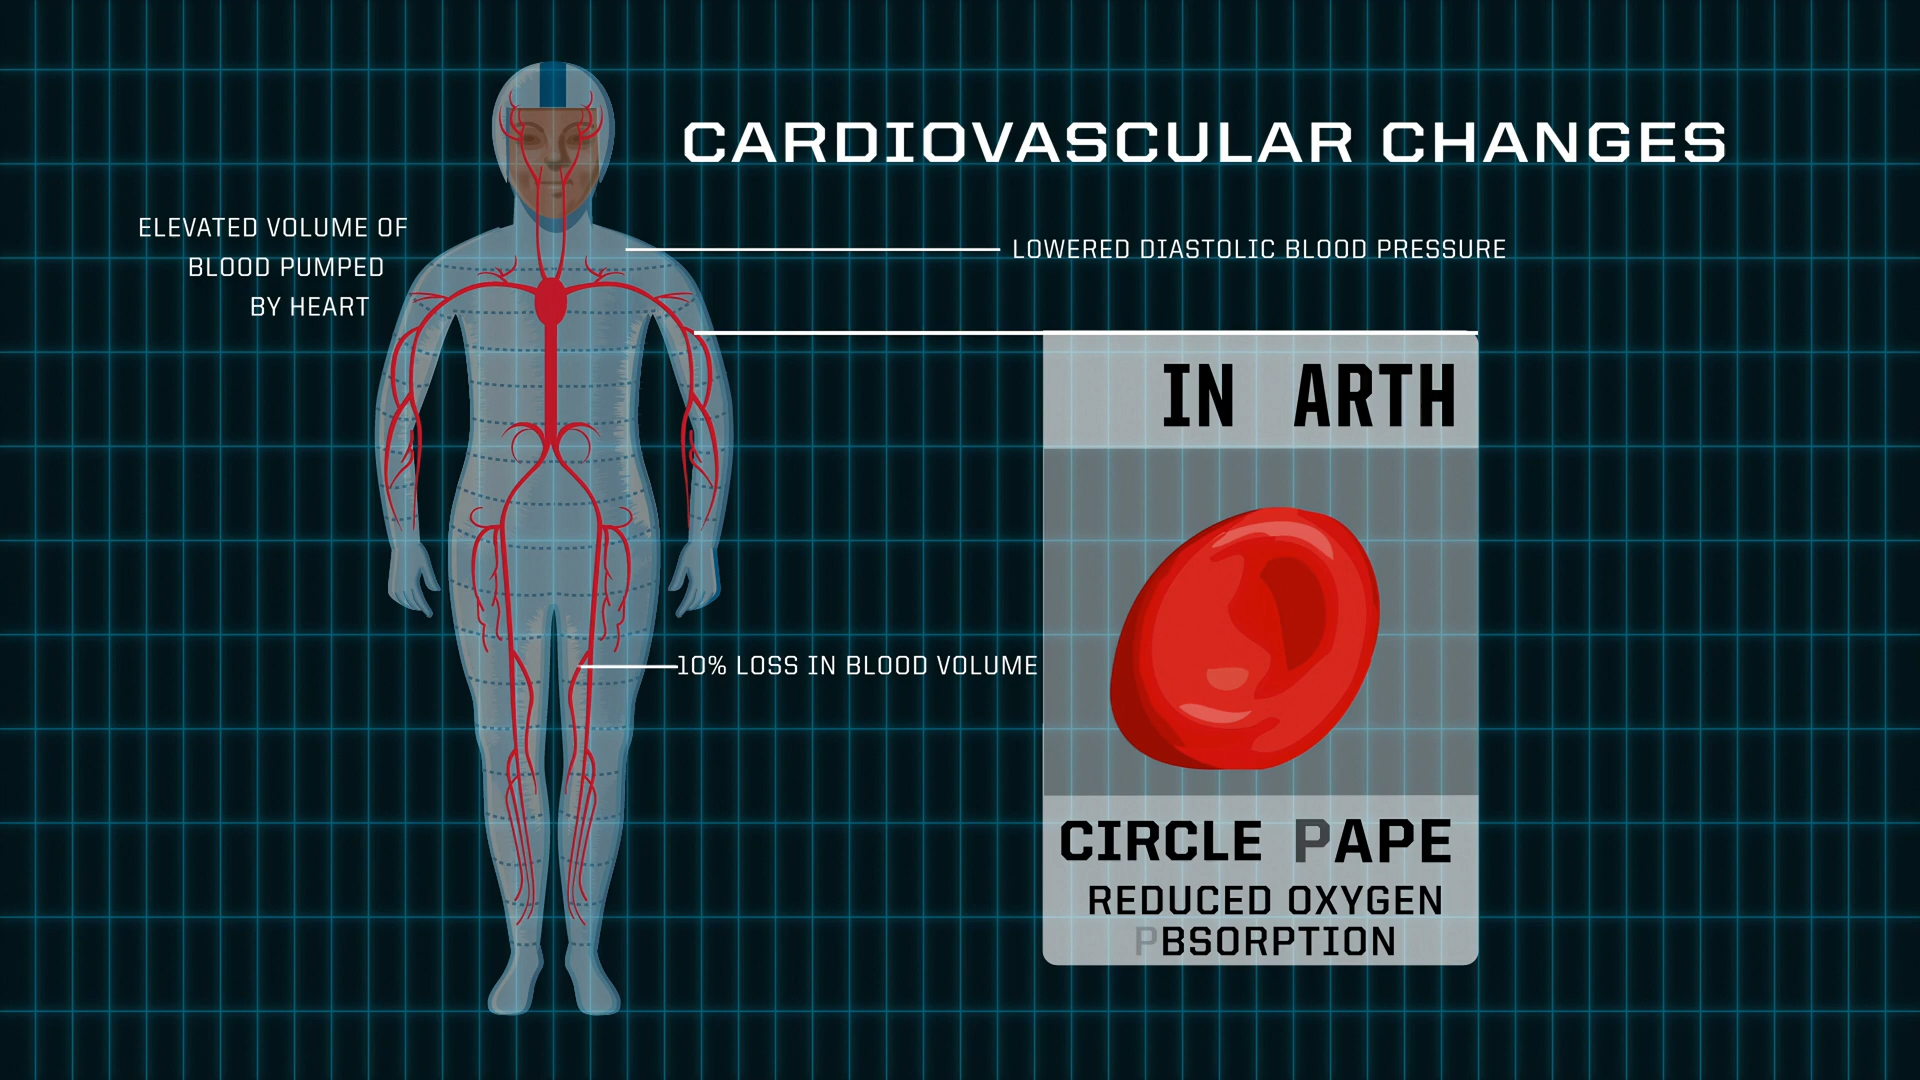 CARDIOVASCULAR CHANGES
ELEVATED VOLUME OF
BLOOD PUMPED
BY HEART
LOWERED DIASTOLIC BLOOD PRESSURE
10% LOSS IN BLOOD VOLUME
IN ARTH
CIRCLE PAPE
REDUCED OXYGEN
PBSORPTION